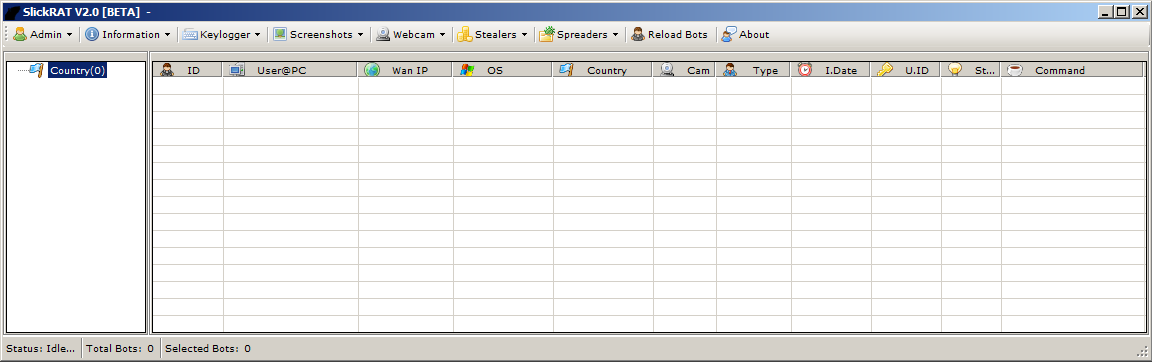 SlickRAT V2.0 [BETA] -
Admin Information Keylogger Screenshots Webcam Stealers Spreaders Reload Bots About
Country(0)
ID User@PC Wan IP OS Country Cam Type I.Date U.ID St... Command
Status: Idle... Total Bots: 0 Selected Bots: 0